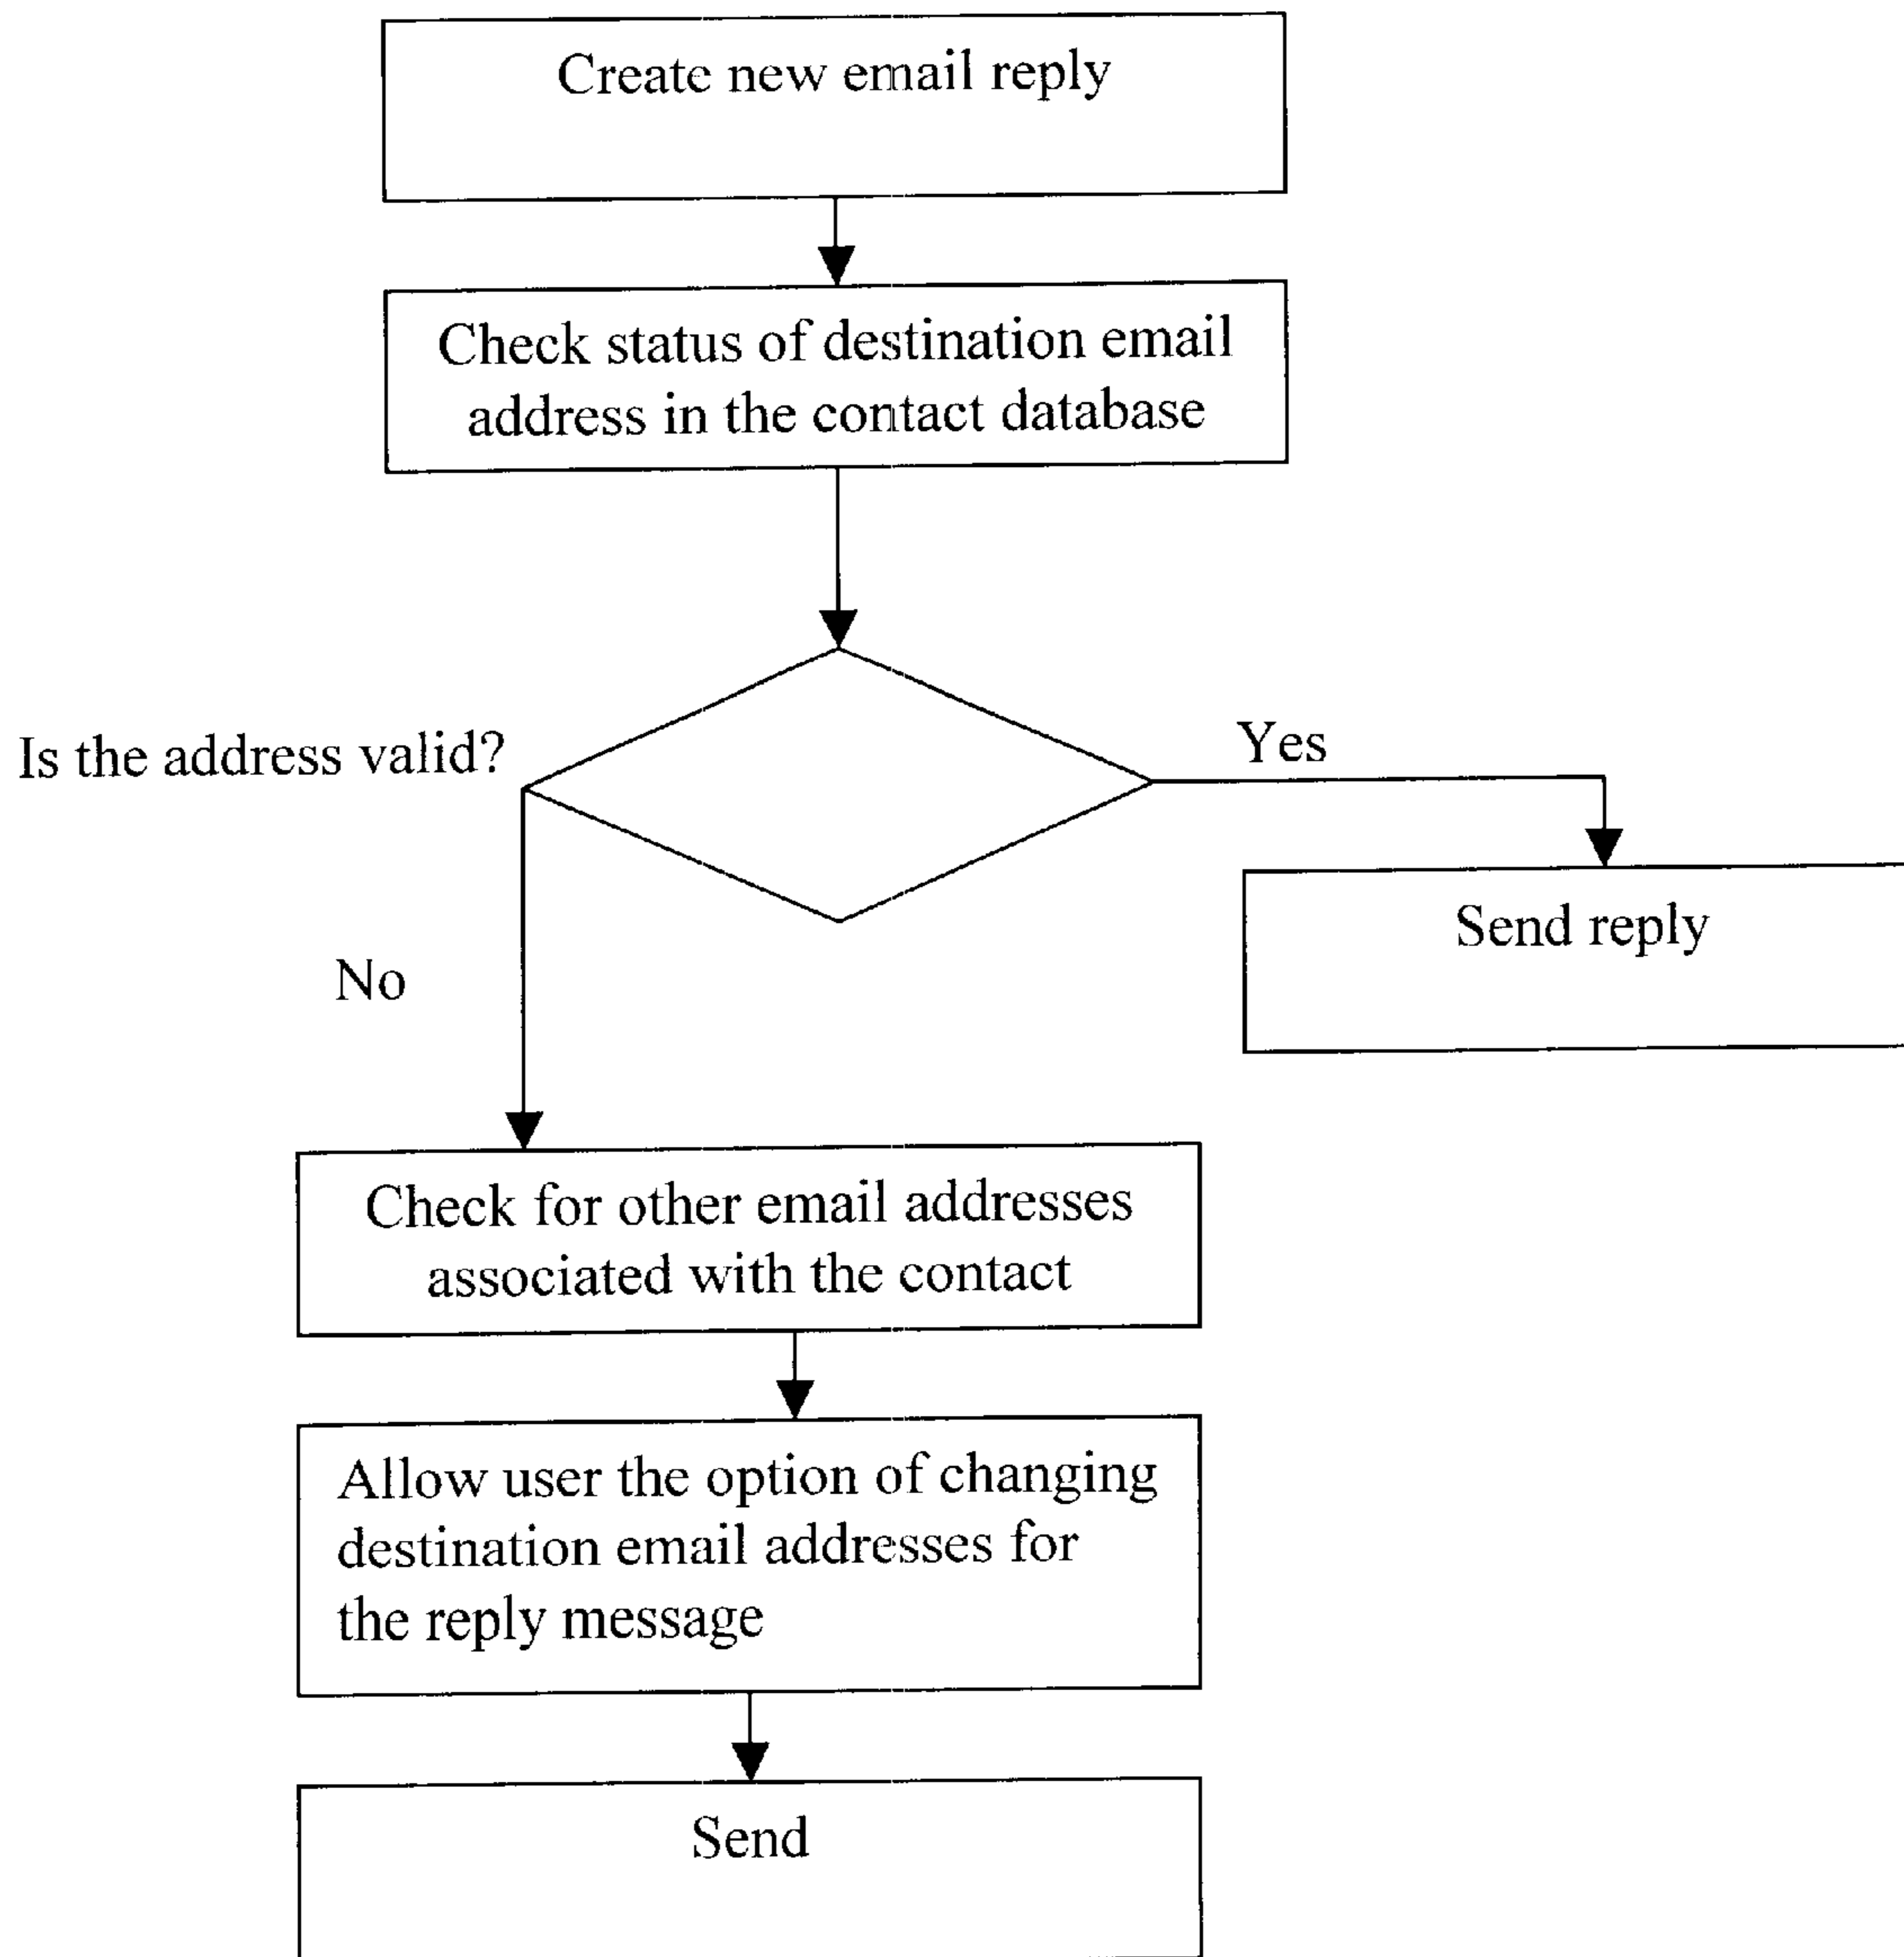 Create new email reply
Check status of destination email
address in the contact database
Is the address valid?
Yes
Send reply
No
Check for other email addresses
associated with the contact
Allow user the option of changing
destination email addresses for
the reply message
Send